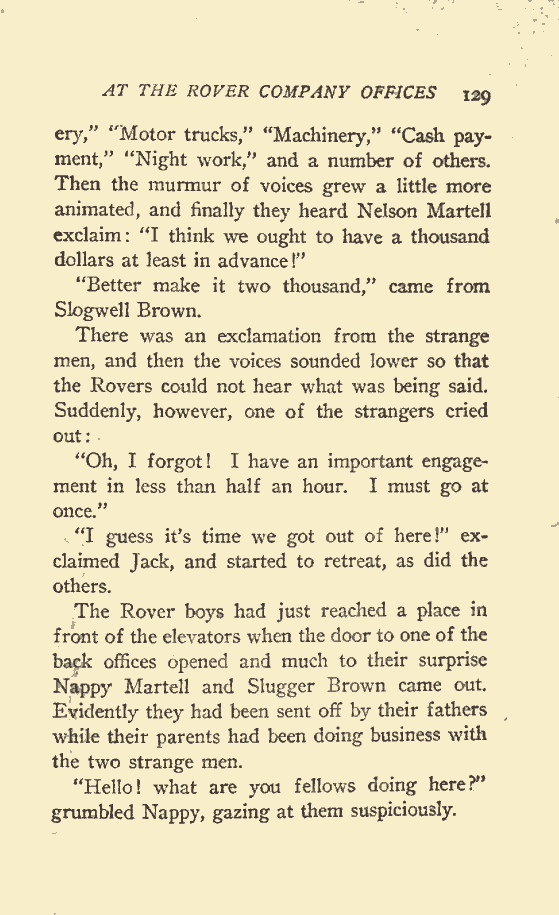 AT THE ROVER COMPANY OFFICES 129
ery," "Motor trucks," "Machinery," "Cash pay-
ment," "Night work," and a number of others.
Then the murmur of voices grew a little more
animated, and finally they heard Nelson Martell
exclaim: "I think we ought to have a thousand
dollars at least in advance!"
"Better make it two thousand," came from
Slogwell Brown.
There was an exclamation from the strange
men, and then the voices sounded lower so that
the Rovers could not hear what was being said.
Suddenly, however, one of the strangers cried
out:
"Oh, I forgot! I have an important engage-
ment in less than half an hour. I must go at
once."
"I guess it's time we got out of here!" ex-
claimed Jack, and started to retreat, as did the
others.
The Rover boys had just reached a place in
front of the elevators when the door to one of the
back offices opened and much to their surprise
Nappy Martell and Slugger Brown came out.
Evidently they had been sent off by their fathers
while their parents had been doing business with
the two strange men.
"Hello! what are you fellows doing here?"
grumbled Nappy, gazing at them suspiciously.